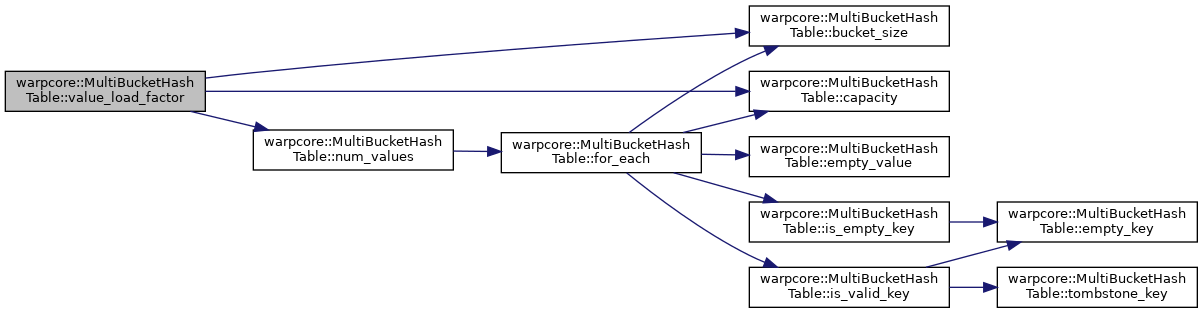 warpcore::MultiBucketHash
Table::value_load_factor
warpcore::MultiBucketHash
Table::num_values
warpcore::MultiBucketHash
Table::for_each
warpcore::MultiBucketHash
Table::bucket_size
warpcore::MultiBucketHash
Table::capacity
warpcore::MultiBucketHash
Table::empty_value
warpcore::MultiBucketHash
Table::is_empty_key
warpcore::MultiBucketHash
Table::is_valid_key
warpcore::MultiBucketHash
Table::empty_key
warpcore::MultiBucketHash
Table::tombstone_key